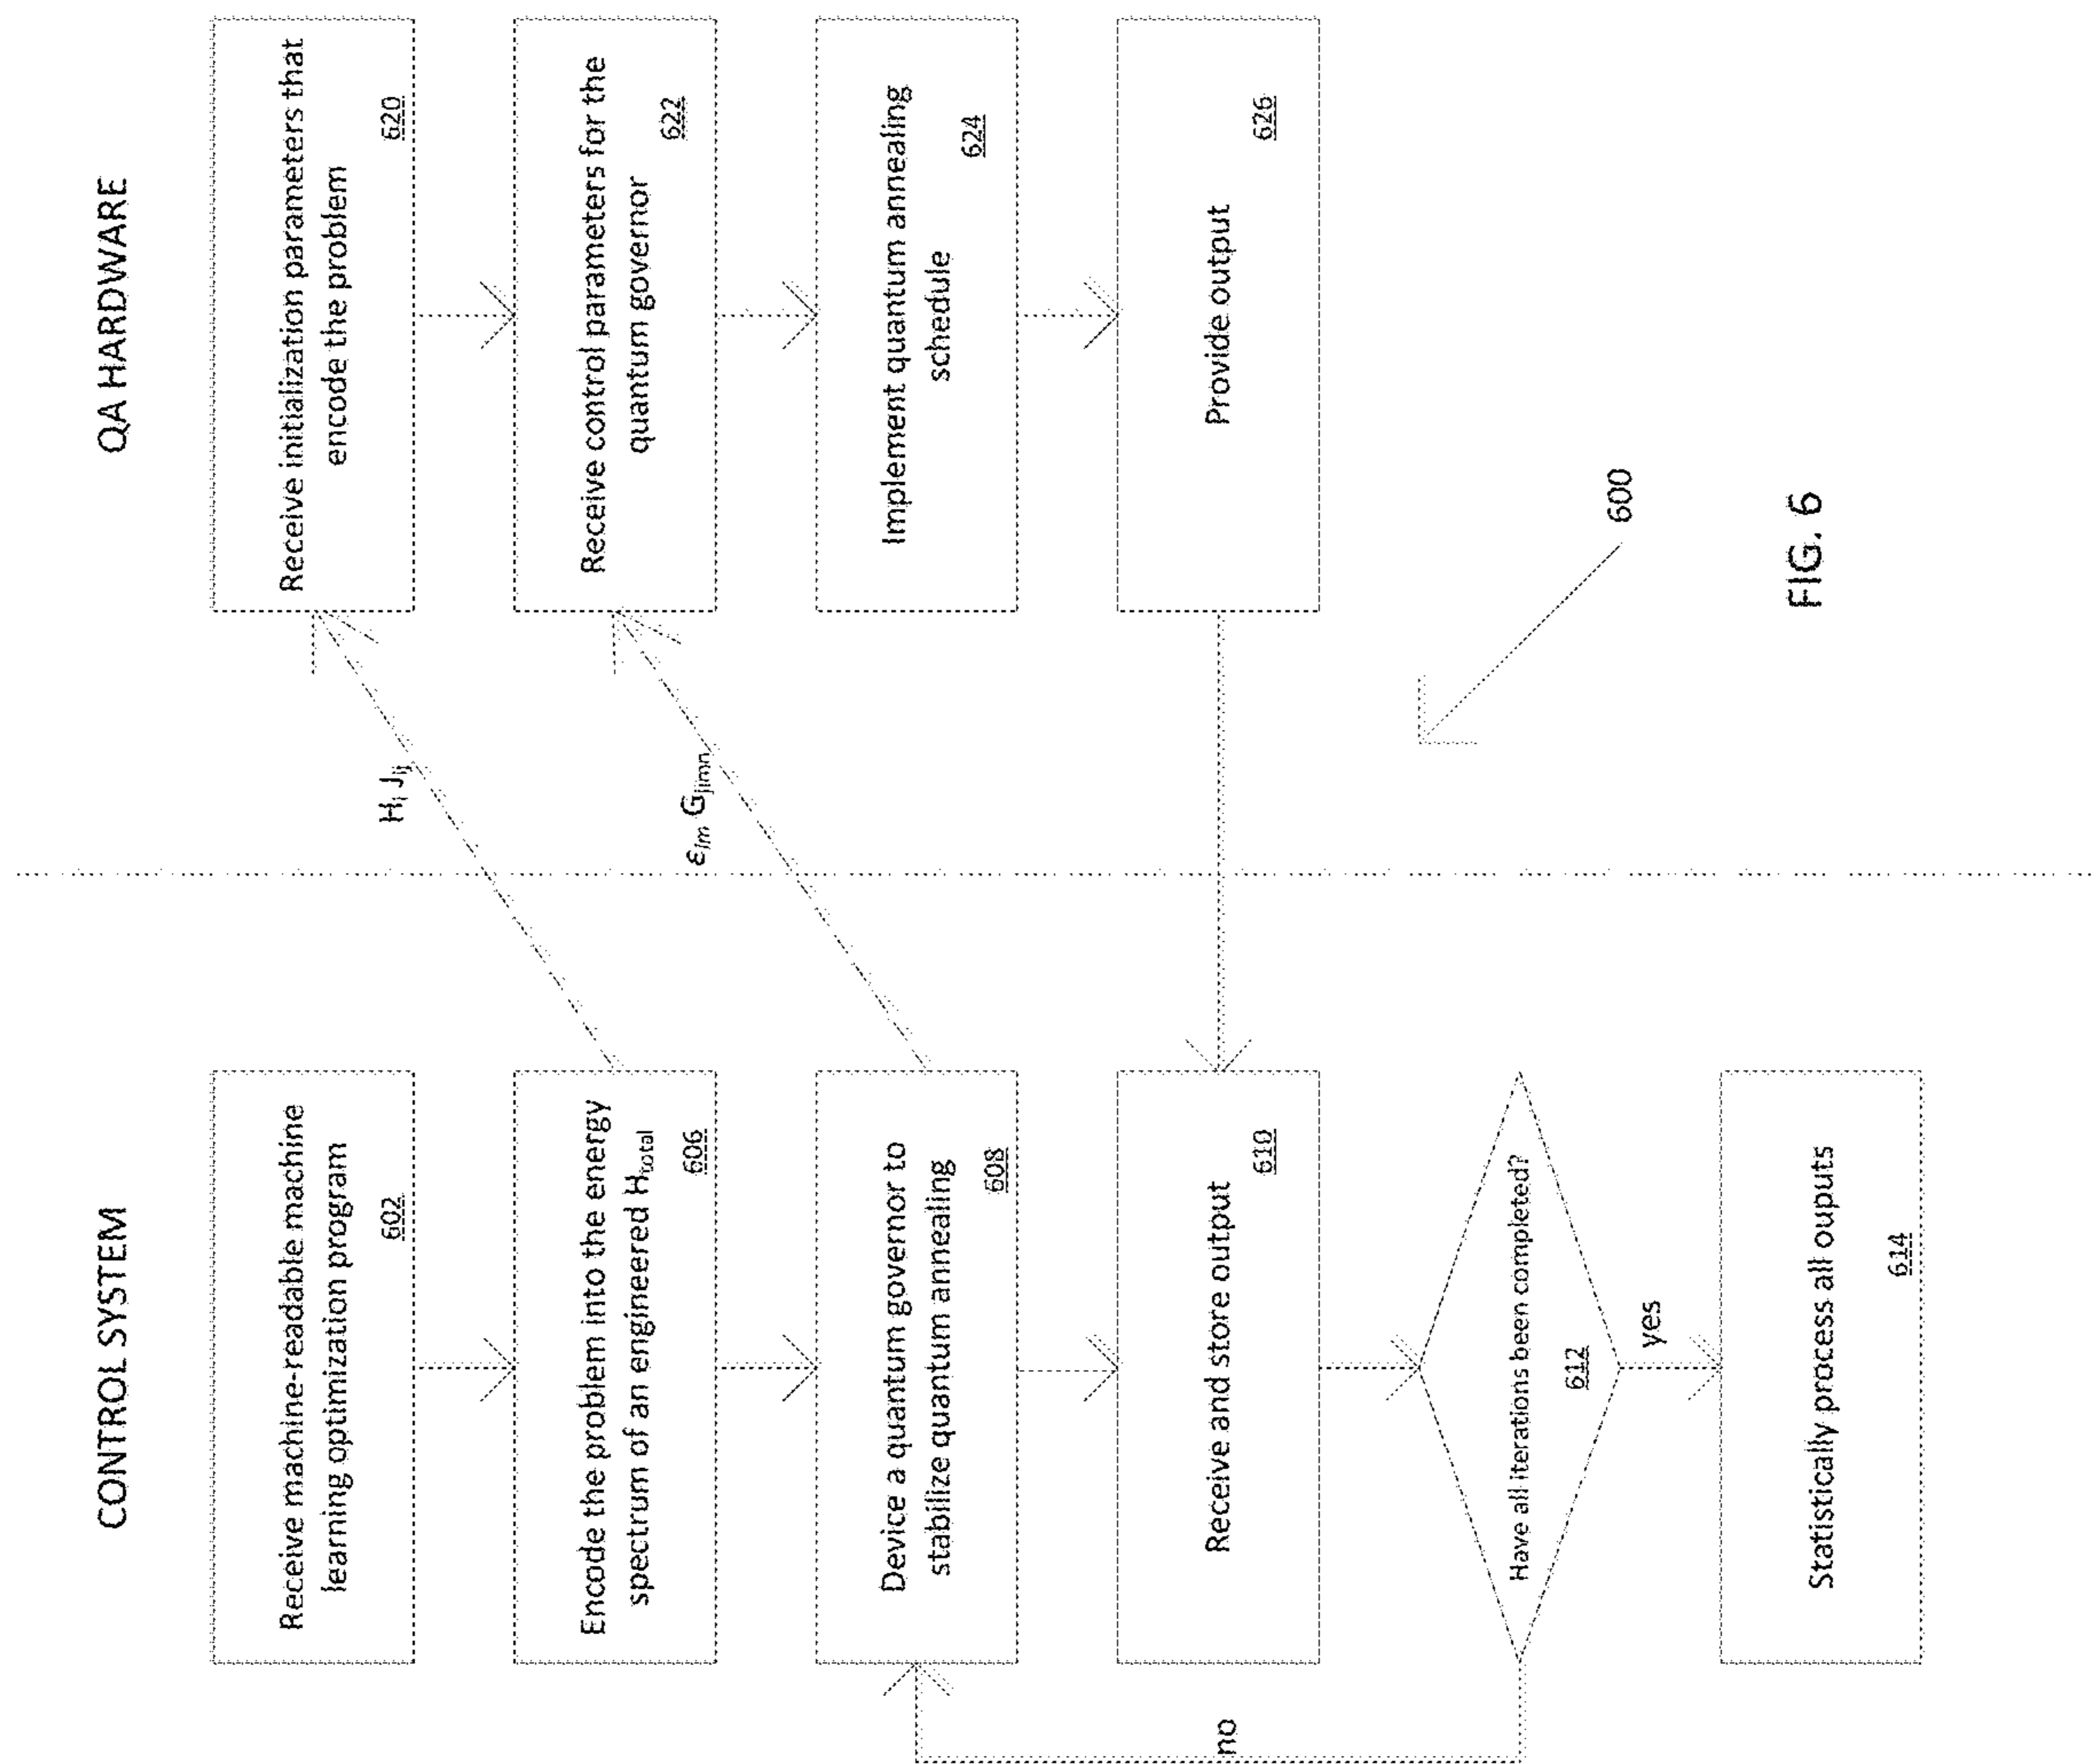 CONTROL SYSTEM
QA HARDWARE
Receive machine-readable machine
learning optimization program
602
Encode the problem into the energy
spectrum of an engineered Htotal
606
Device a quantum governor to
stabilize quantum annealing
608
Receive and store output
610
Have all iterations been completed?
612
no
yes
Statistically process all ouputs
614
Hi Jij
εim Gjimn
Receive initialization parameters that
encode the problem
620
Receive control parameters for the
quantum governor
622
Implement quantum annealing
schedule
624
Provide output
626
600
FIG. 6